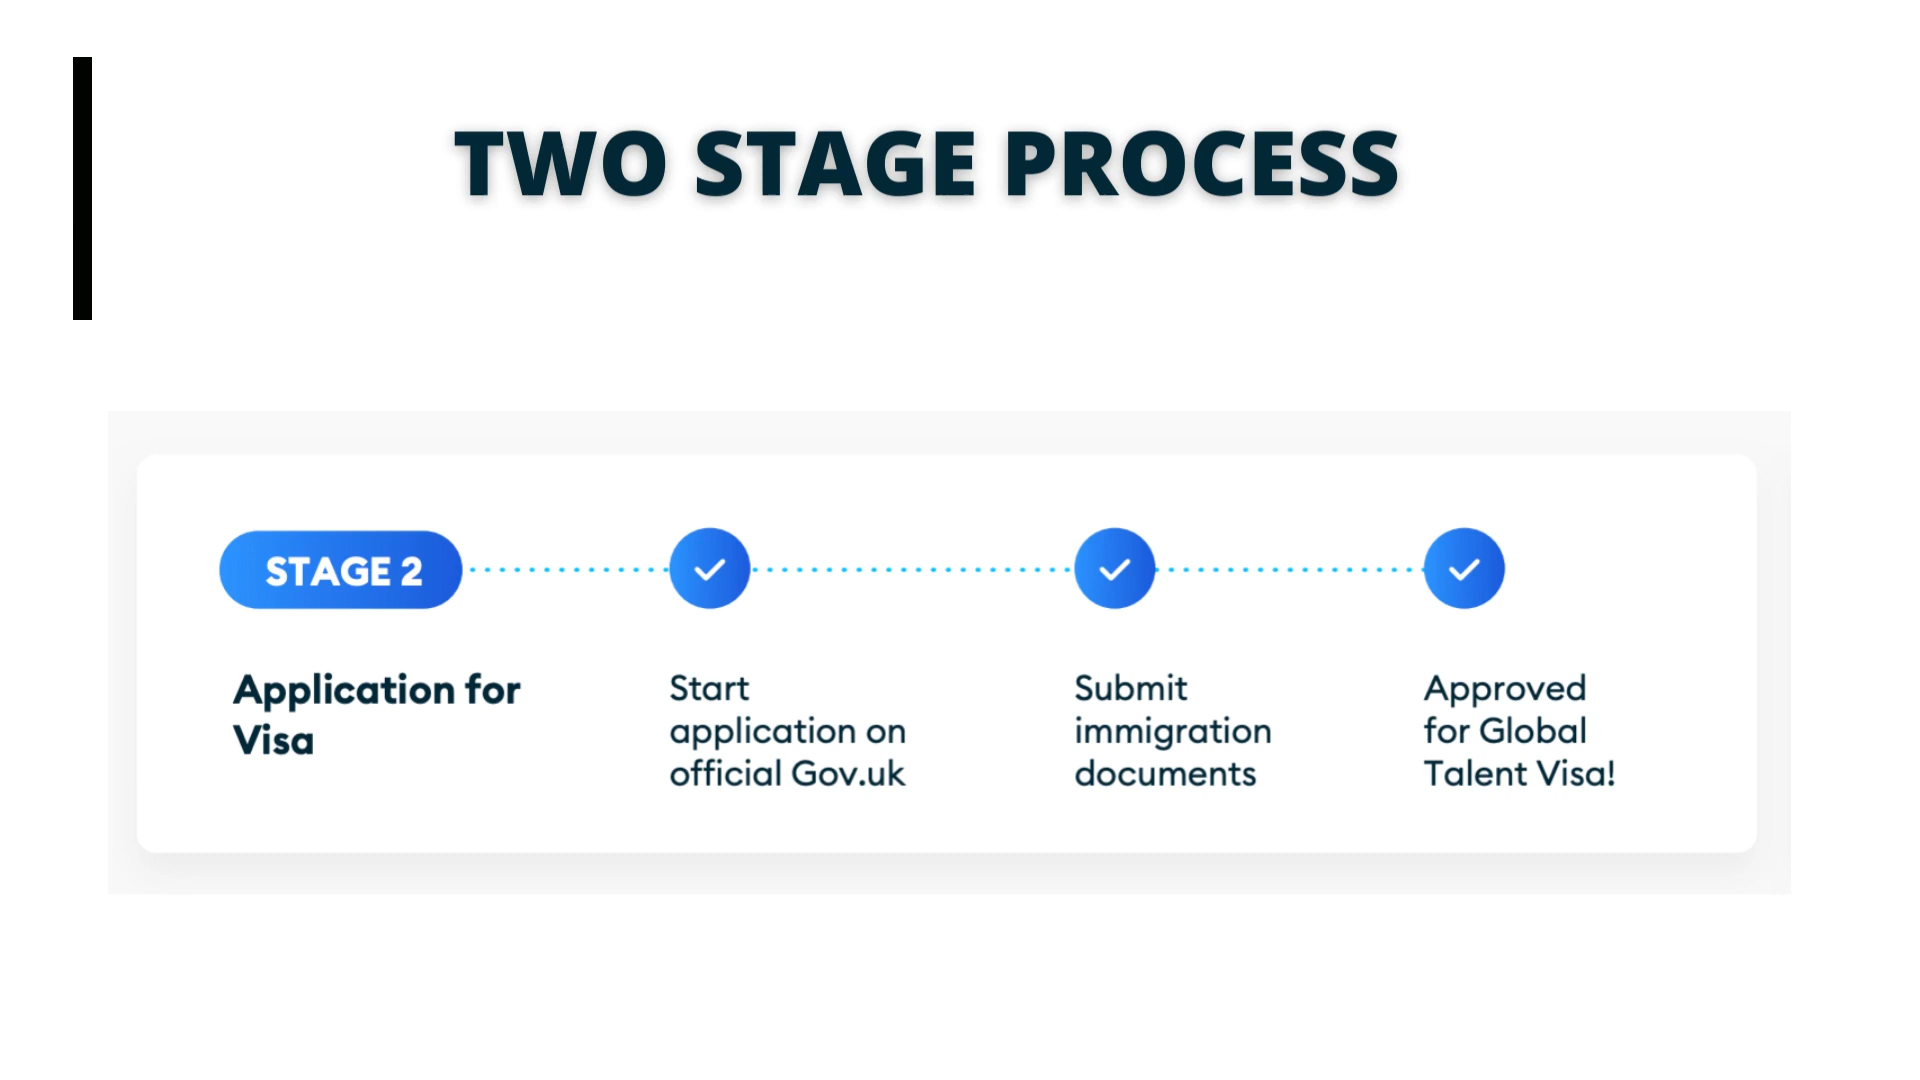 TWO STAGE PROCESS
STAGE 2
Application for
Visa
Start
application on
official Gov.uk
Submit
immigration
documents
Approved
for Global
Talent Visa!